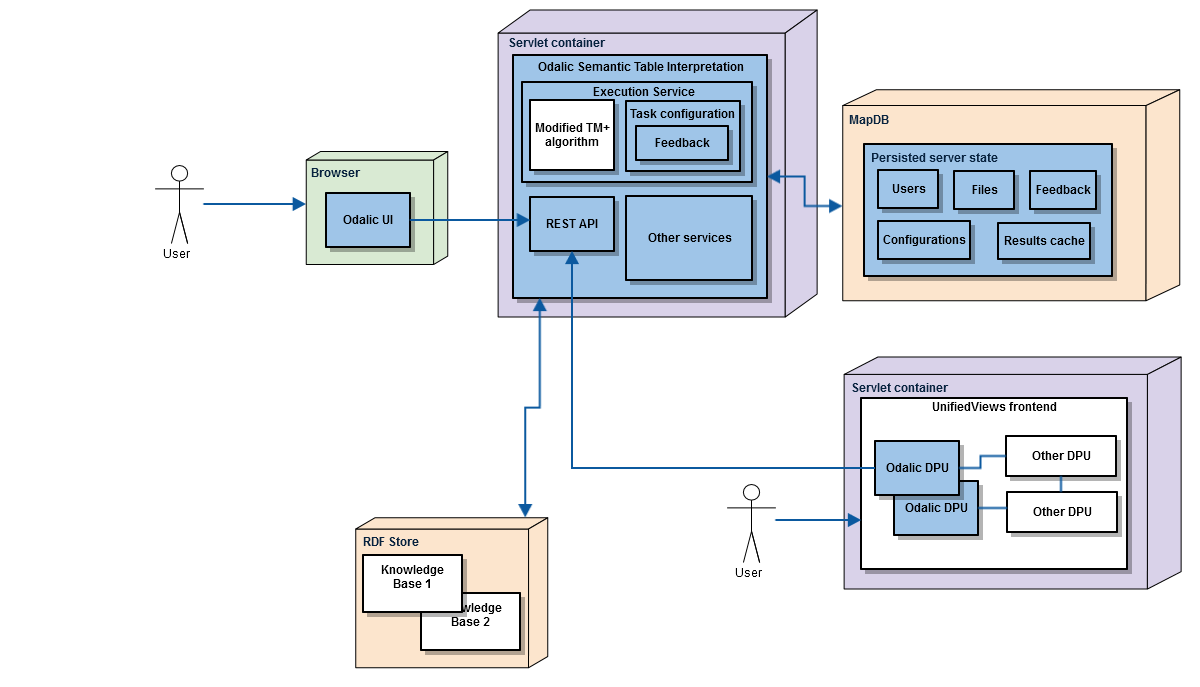 Servlet container
Odalic Semantic Table Interpretation
Execution Service
Modified TM+
algorithm
Task configuration
Feedback
REST API
Other services
MapDB
Persisted server state
Users
Files
Feedback
Configurations
Results cache
Browser
Odalic UI
User
Servlet container
UnifiedViews frontend
Odalic DPU
Other DPU
Odalic DPU
Other DPU
User
RDF Store
Knowledge
Base 1
wledge
Base 2